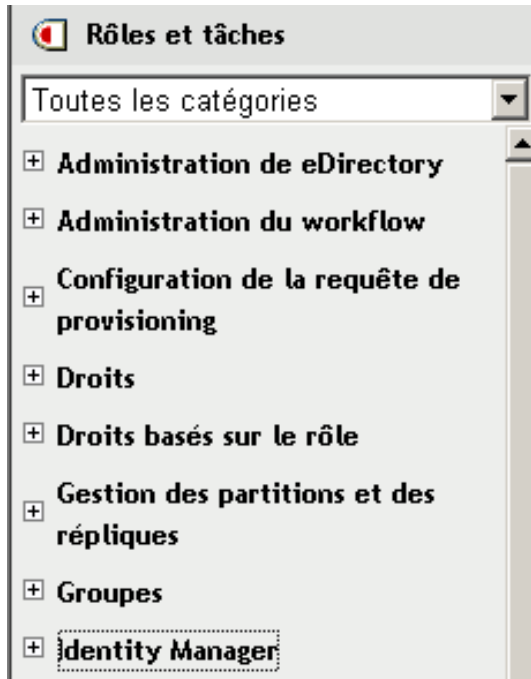 Rôles et tâches
Toutes les catégories
Administration de eDirectory
Administration du workflow
Configuration de la requête de
provisioning
Droits
Droits basés sur le rôle
Gestion des partitions et des
répliques
Groupes
Identity Manager